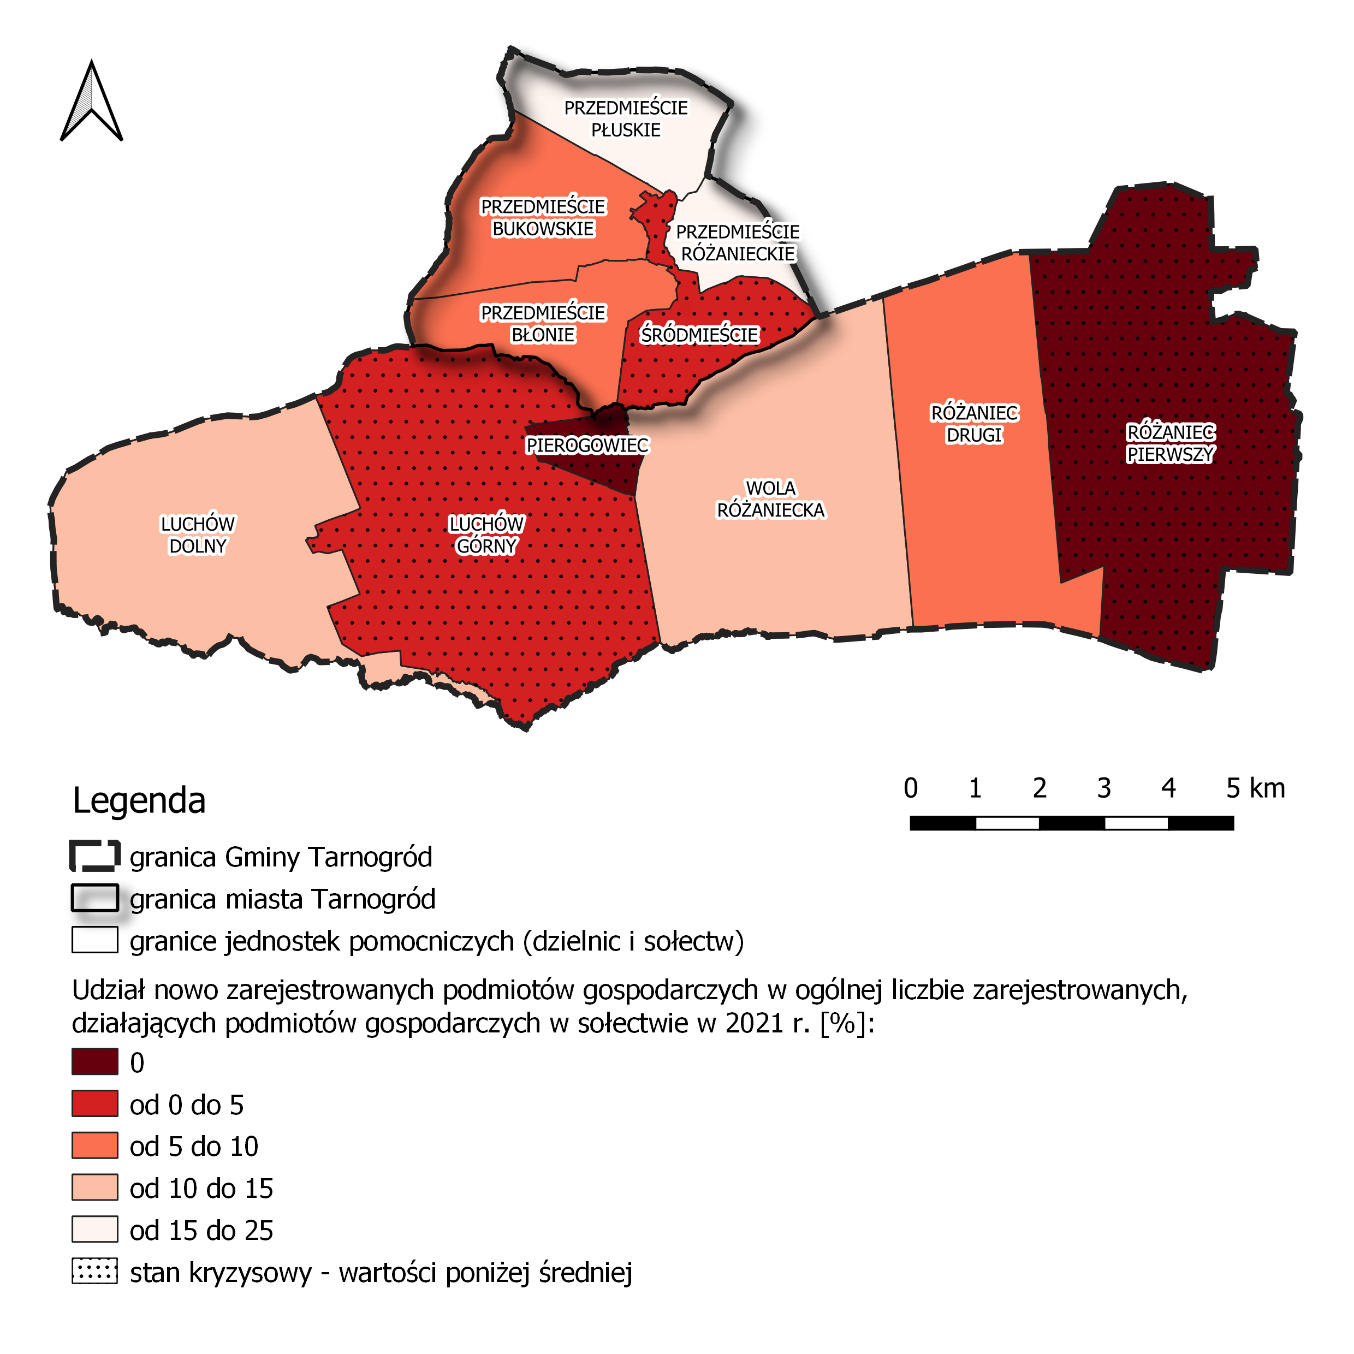 PRZEDMIEŚCIE
PŁUSKIE
PRZEDMIEŚCIE
BUKOWSKIE
PRZEDMIEŚCIE
RÓŻANIECKIE
PRZEDMIEŚCIE
BŁONIE
ŚRÓDMIEŚCIE
RÓŻANIEC
DRUGI
RÓŻANIEC
PIERWSZY
PIEROGOWIEC
WOLA
RÓŻANIECKA
LUCHÓW
DOLNY
LUCHÓW
GÓRNY
0 1 2 3 4 5 km
Legenda
granica Gminy Tarnogród
granica miasta Tarnogród
granice jednostek pomocniczych (dzielnic i sołectw)
Udział nowo zarejestrowanych podmiotów gospodarczych w ogólnej liczbie zarejestrowanych,
działających podmiotów gospodarczych w sołectwie w 2021 r. [%]:
0
od 0 do 5
od 5 do 10
od 10 do 15
od 15 do 25
stan kryzysowy - wartości poniżej średniej